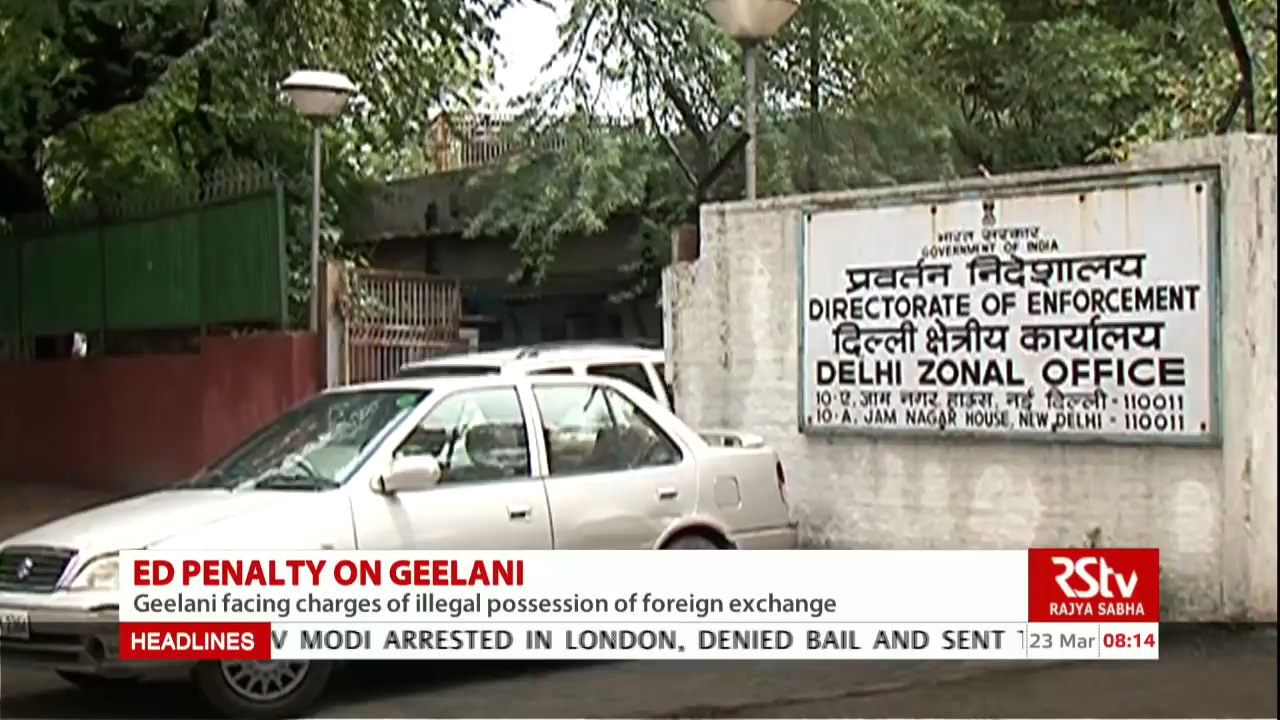 भारत सरकार
GOVERNMENT OF INDIA
प्रवर्तन निदेशालय
DIRECTORATE OF ENFORCEMENT
दिल्ली क्षेत्रीय कार्यालय
DELHI ZONAL OFFICE
10-ए, जाम नगर हाऊस, नई दिल्ली - 110011
10-A, JAM NAGAR HOUSE, NEW DELHI - 110011
ED PENALTY ON GEELANI
Geelani facing charges of illegal possession of foreign exchange
RStv
RAJYA SABHA
HEADLINES V MODI ARRESTED IN LONDON, DENIED BAIL AND SENT 23 Mar 08:14